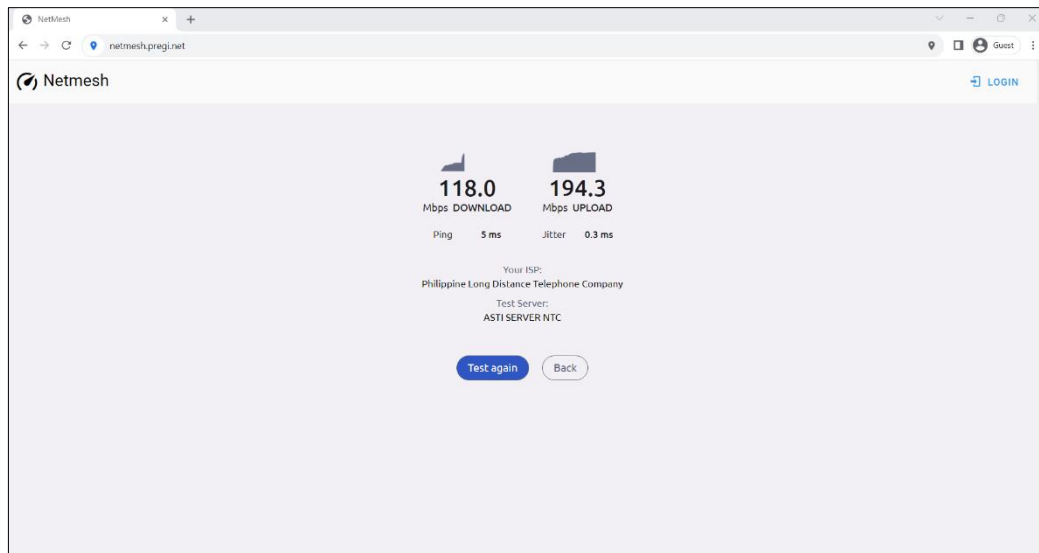 NetMesh
netmesh.pregi.net
Guest
Netmesh
LOGIN
118.0 194.3
Mbps DOWNLOAD Mbps UPLOAD
Ping 5 ms Jitter 0.3 ms
Your ISP:
Philippine Long Distance Telephone Company
Test Server:
ASTI SERVER NTC
Test again Back